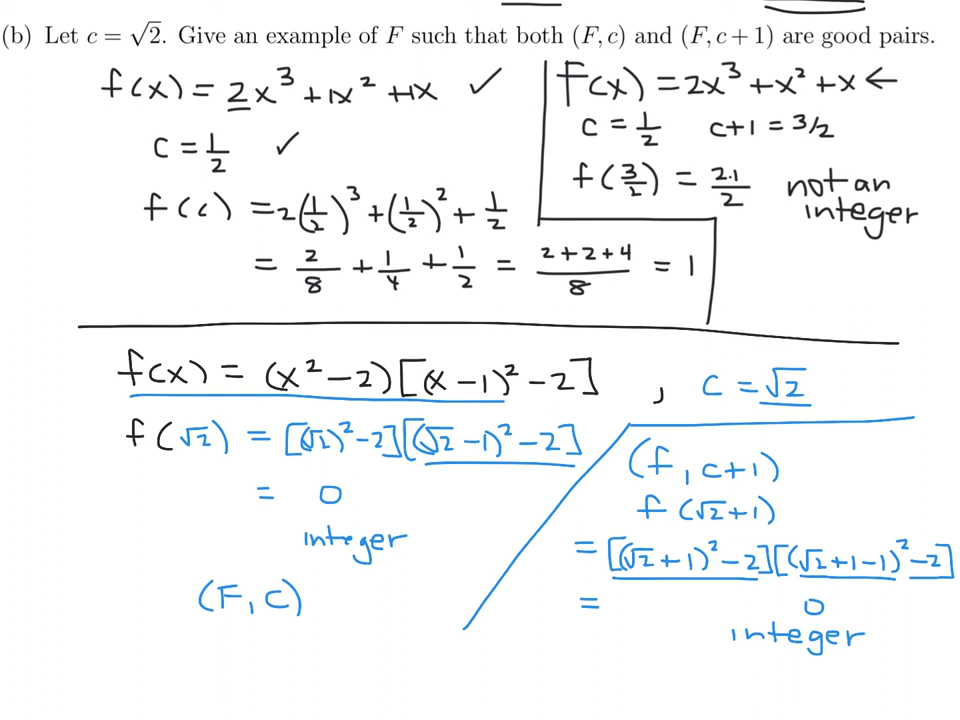 (b) Let c = √2. Give an example of F such that both (F, c) and (F, c + 1) are good pairs.
f(x) = 2x³ + 1x² + 1x ✓
c = 1/2 ✓
f(c) = 2(1/2)³ + (1/2)² + 1/2
= 2/8 + 1/4 + 1/2 = (2+2+4)/8 = 1
F(x) = 2x³ + x² + x ←
c = 1/2 c+1 = 3/2
f(3/2) = 21/2 not an
integer
f(x) = (x² − 2)[(x − 1)² − 2] , c = √2
f(√2) = [(√2)² − 2][(√2 − 1)² − 2]
= 0
integer
(F, c)
(f, c+1)
f(√2+1)
= [(√2+1)² − 2][(√2+1−1)² − 2]
= 0
integer